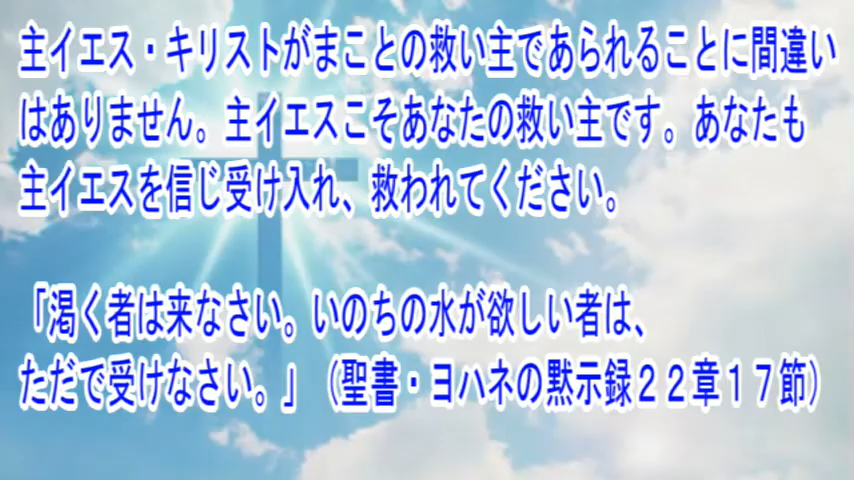 主イエス・キリストがまことの救い主であられることに間違い
はありません。主イエスこそあなたの救い主です。あなたも
主イエスを信じ受け入れ、救われてください。
「渇く者は来なさい。いのちの水が欲しい者は、
ただで受けなさい。」（聖書・ヨハネの黙示録２２章１７節）